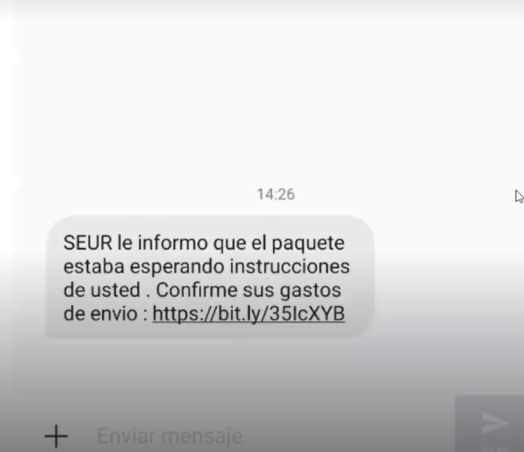 14:26
SEUR le informo que el paquete
estaba esperando instrucciones
de usted . Confirme sus gastos
de envio : https://bit.ly/35IcXYB
Enviar mensaje